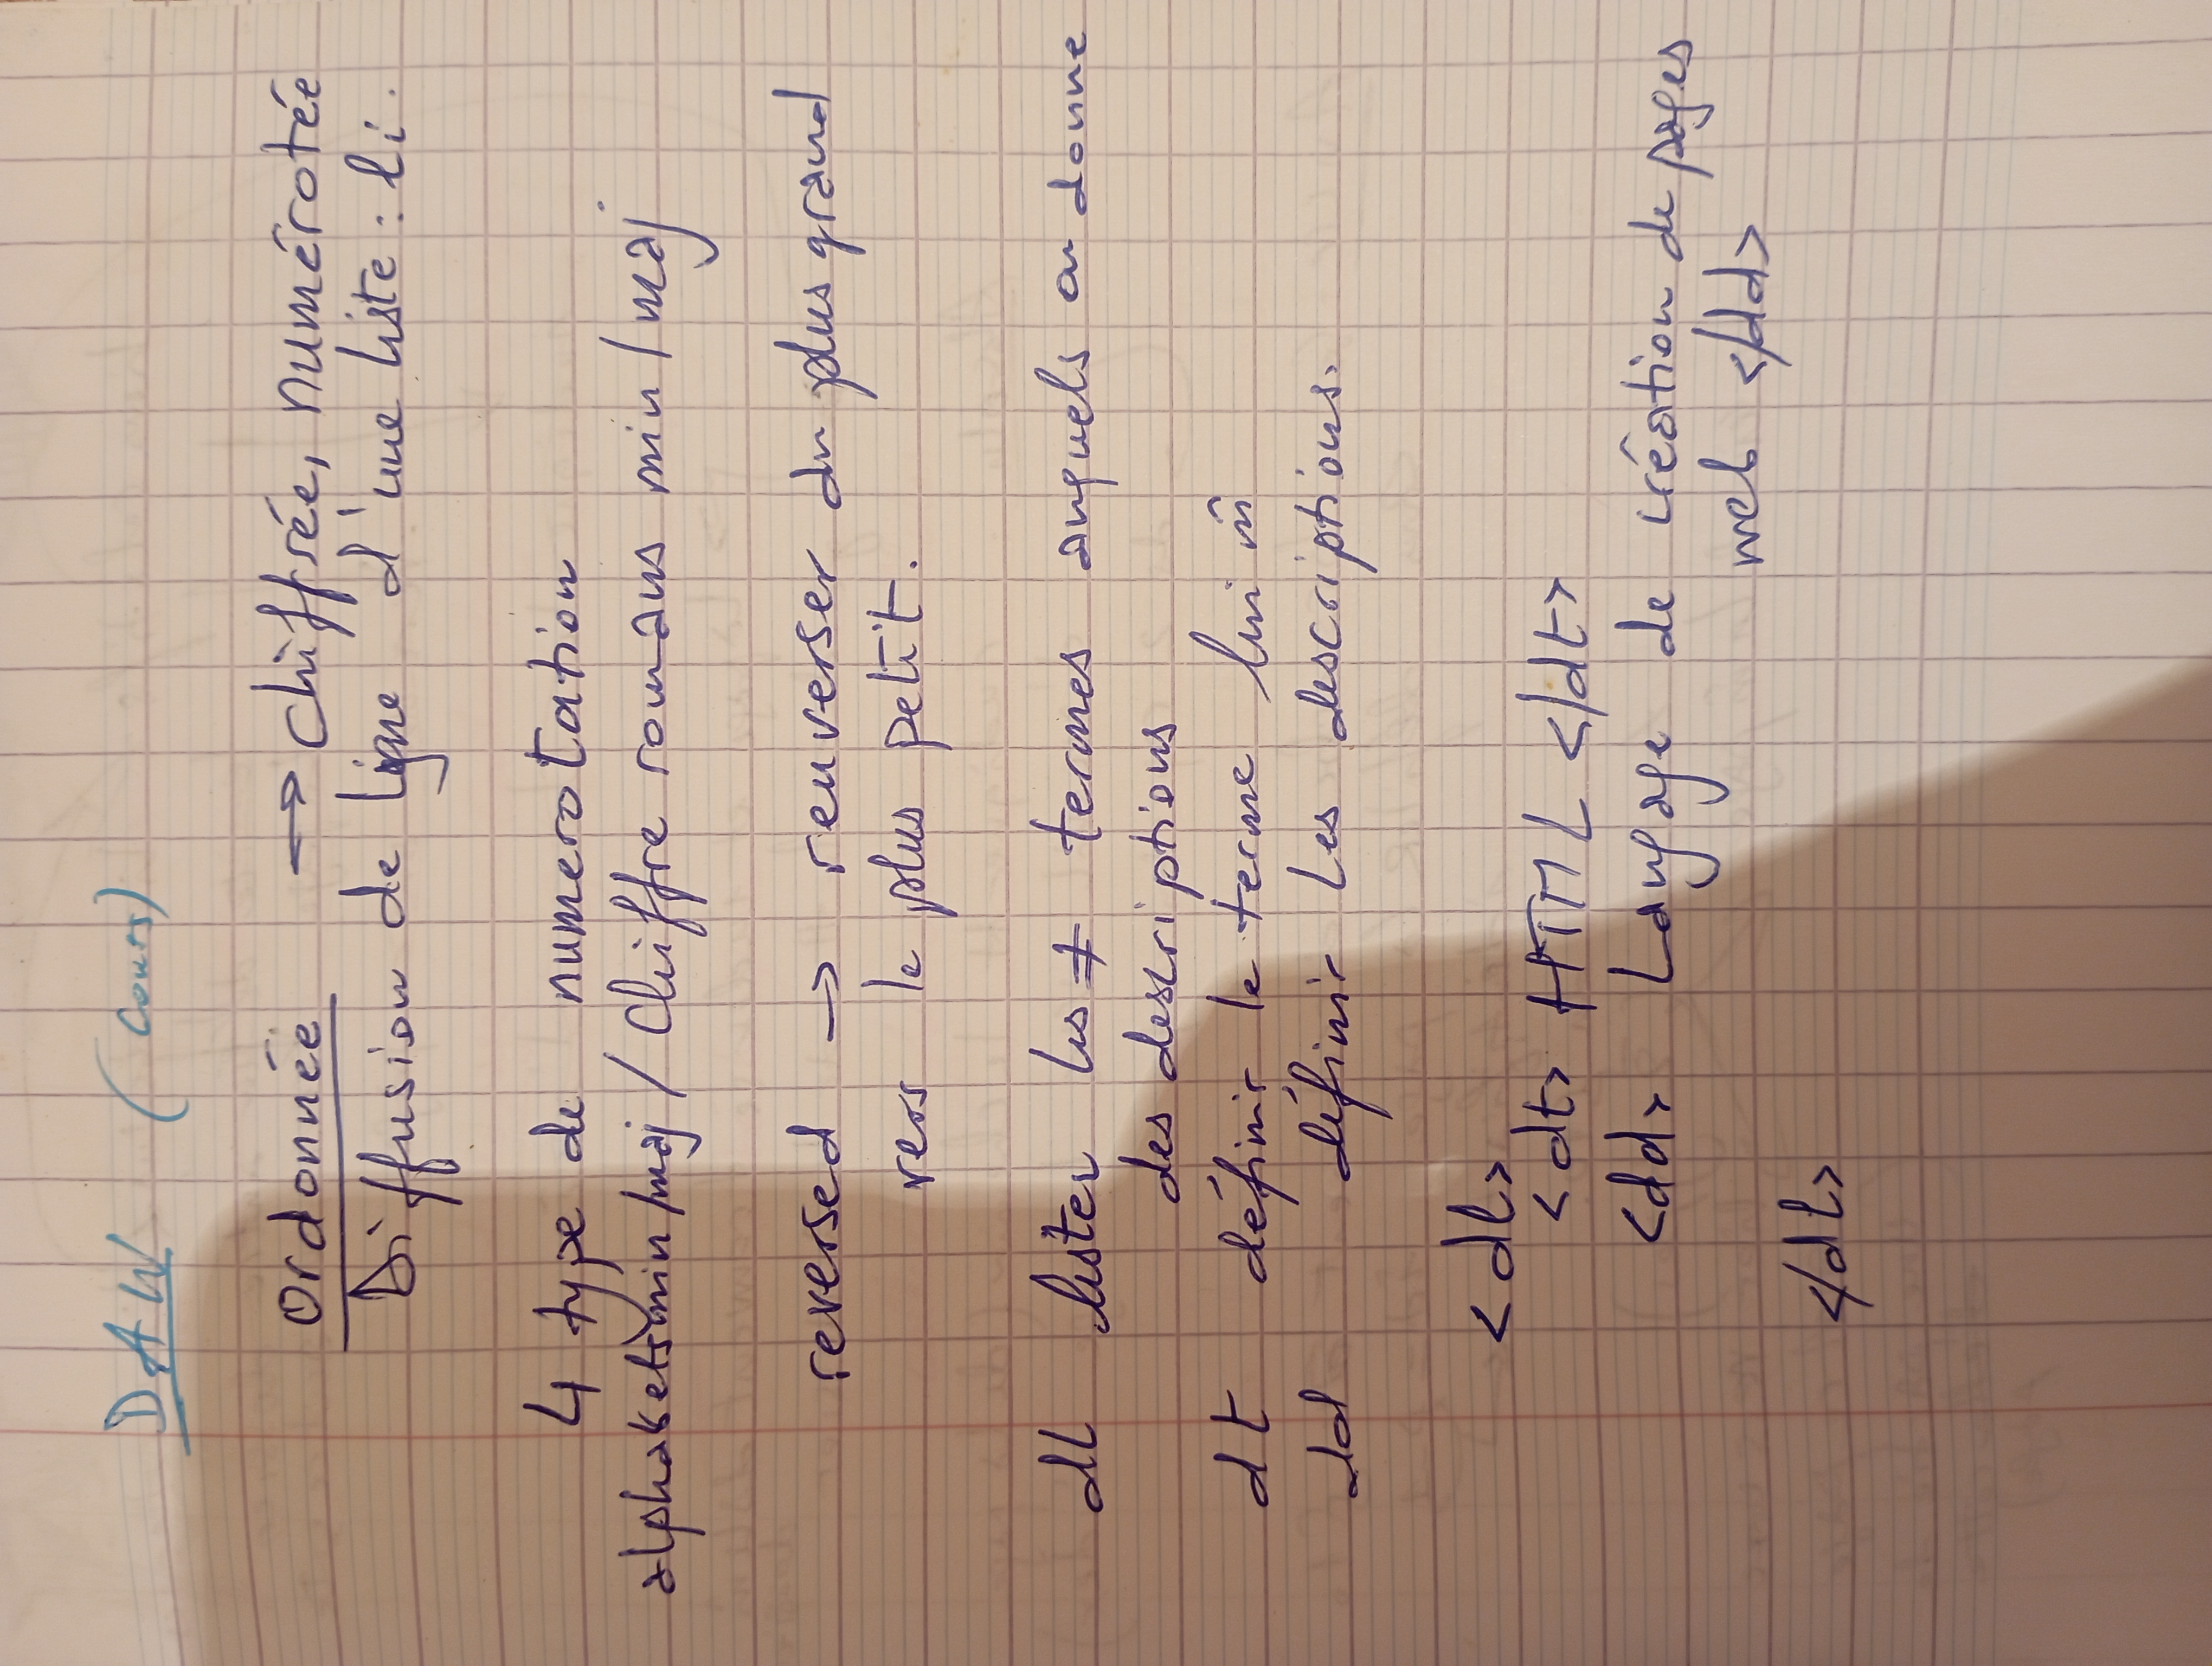 DAW (cours)
Ordonnée → chiffrée, numérotée
Diffusion de ligne d'une liste : li.
4 type de numerotation
alphabets min/maj / Chiffre romans min/maj
reversed → renverser du plus grand
vers le plus petit.
dl lister les ≠ termes auquels on donne
des descriptions
dt définir le terme lui m̂
dd définir les descriptions.
<dl>
<dt> HTML </dt>
<dd> Langage de création de pages
web </dd>
</dl>